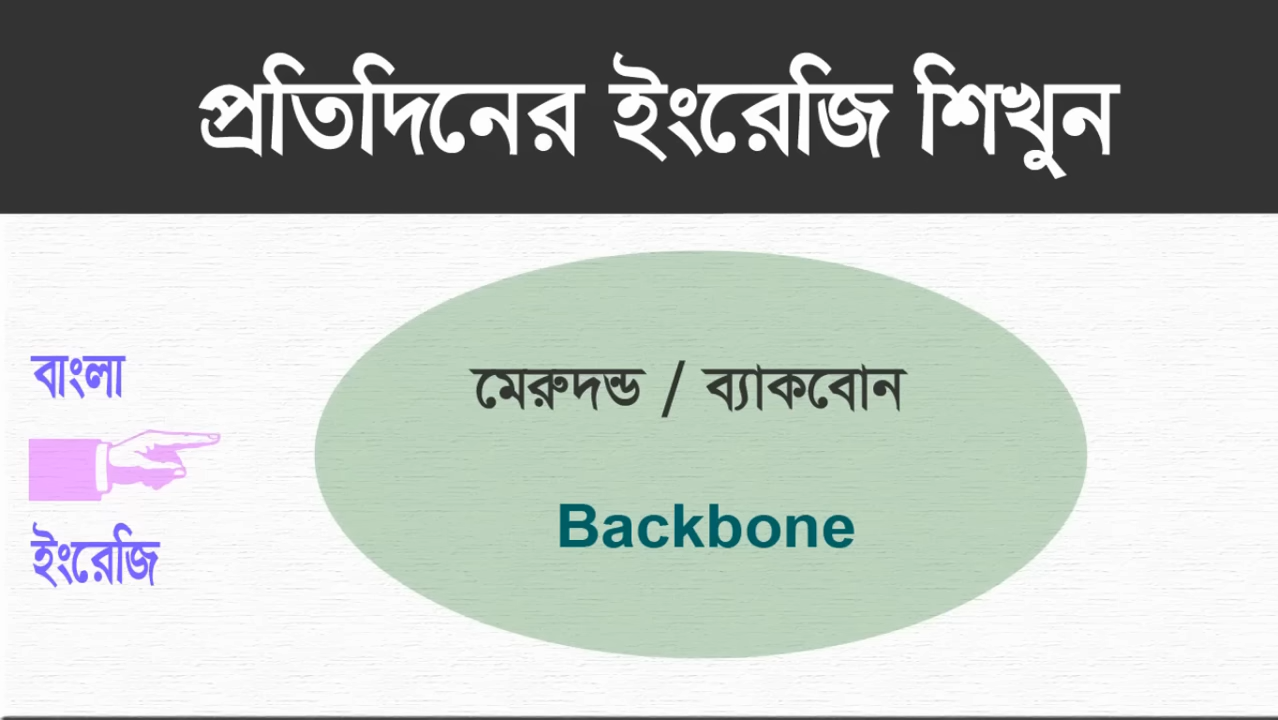 প্রতিদিনের ইংরেজি শিখুন
বাংলা
মেরুদন্ড / ব্যাকবোন
Backbone
ইংরেজি